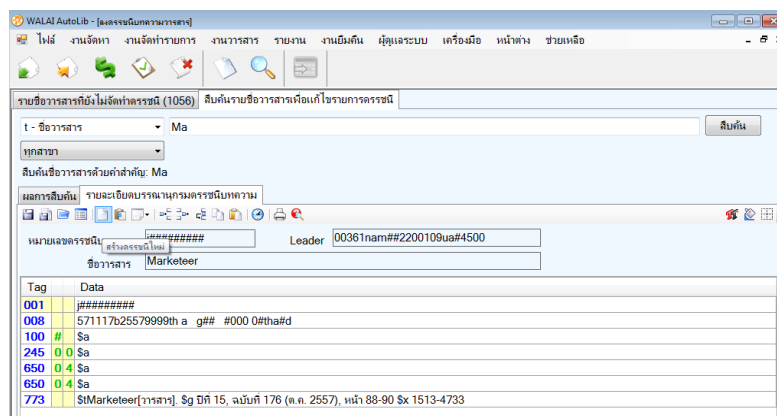 WALAI AutoLib - [ลงดรรชนีบทความวารสาร]
ไฟล์ งานจัดหา งานจัดทำรายการ งานวารสาร รายงาน งานยืมคืน ผู้ดูแลระบบ เครื่องมือ หน้าต่าง ช่วยเหลือ
รายชื่อวารสารที่ยังไม่จัดทำดรรชนี (1056) สืบค้นรายชื่อวารสารเพื่อแก้ไขรายการดรรชนี
t - ชื่อวารสาร Ma สืบค้น
ทุกสาขา
สืบค้นชื่อวารสารด้วยคำสำคัญ: Ma
ผลการสืบค้น รายละเอียดบรรณานุกรมดรรชนีบทความ
หมายเลขดรรชนี j######### Leader 00361nam##2200109ua#4500
สร้างดรรชนีใหม่
ชื่อวารสาร Marketeer
Tag Data
001 j#########
008 571117b25579999th a g## #000 0#tha#d
100 # $a
245 0 0 $a
650 0 4 $a
650 0 4 $a
773 $tMarketeer[วารสาร]. $g ปีที่ 15, ฉบับที่ 176 (ต.ค. 2557), หน้า 88-90 $x 1513-4733